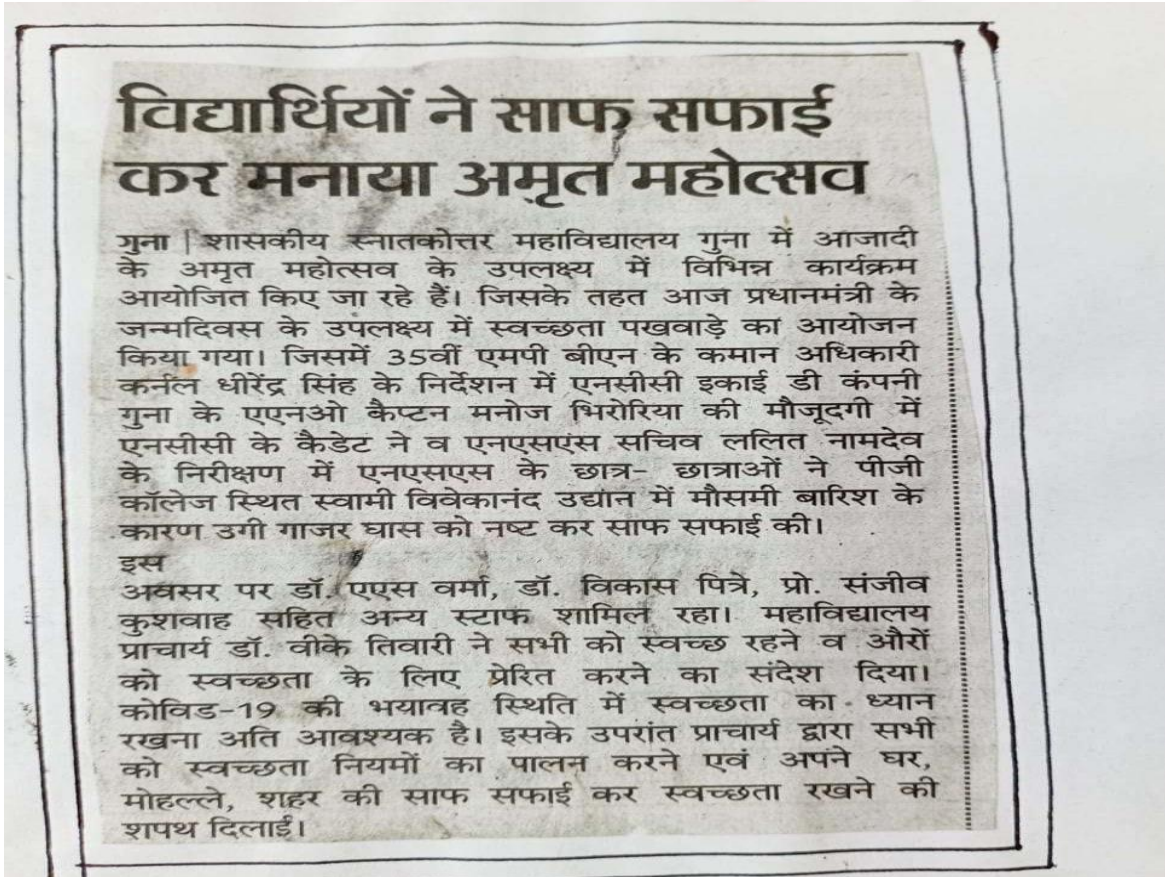 विद्यार्थियों ने साफ सफाई
कर मनाया अमृत महोत्सव
गुना | शासकीय स्नातकोत्तर महाविद्यालय गुना में आजादी
के अमृत महोत्सव के उपलक्ष्य में विभिन्न कार्यक्रम
आयोजित किए जा रहे हैं। जिसके तहत आज प्रधानमंत्री के
जन्मदिवस के उपलक्ष्य में स्वच्छता पखवाड़े का आयोजन
किया गया। जिसमें 35वीं एमपी बीएन के कमान अधिकारी
कर्नल धीरेंद्र सिंह के निर्देशन में एनसीसी इकाई डी कंपनी
गुना के एएनओ कैप्टन मनोज भिरोरिया की मौजूदगी में
एनसीसी के कैडेट ने व एनएसएस सचिव ललित नामदेव
के निरीक्षण में एनएसएस के छात्र- छात्राओं ने पीजी
कॉलेज स्थित स्वामी विवेकानंद उद्यान में मौसमी बारिश के
कारण उगी गाजर घास को नष्ट कर साफ सफाई की।
इस
अवसर पर डॉ. एएस वर्मा, डॉ. विकास पित्रे, प्रो. संजीव
कुशवाह सहित अन्य स्टाफ शामिल रहा। महाविद्यालय
प्राचार्य डॉ. वीके तिवारी ने सभी को स्वच्छ रहने व औरों
को स्वच्छता के लिए प्रेरित करने का संदेश दिया।
कोविड-19 की भयावह स्थिति में स्वच्छता का ध्यान
रखना अति आवश्यक है। इसके उपरांत प्राचार्य द्वारा सभी
को स्वच्छता नियमों का पालन करने एवं अपने घर,
मोहल्ले, शहर की साफ सफाई कर स्वच्छता रखने की
शपथ दिलाई।